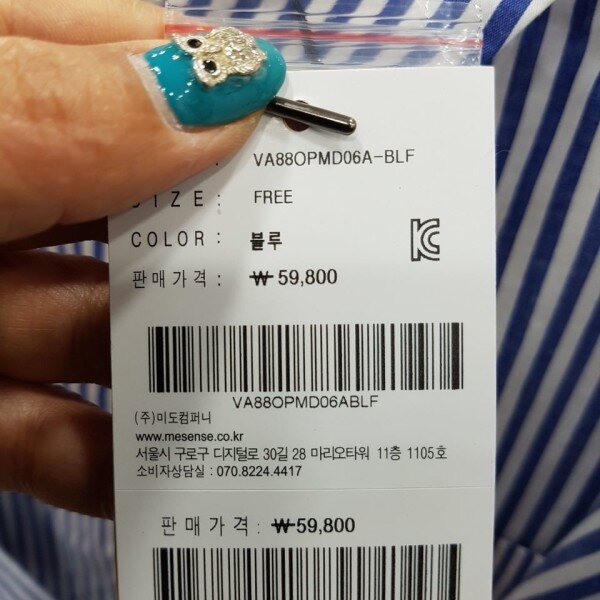 : VA88OPMD06A-BLF
SIZE : FREE
COLOR : 블루
판매가격 : ₩ 59,800
VA88OPMD06ABLF
(주)미도컴퍼니
www.mesense.co.kr
서울시 구로구 디지털로 30길 28 마리오타워 11층 1105호
소비자상담실 : 070.8224.4417
판매가격 : ₩59,800